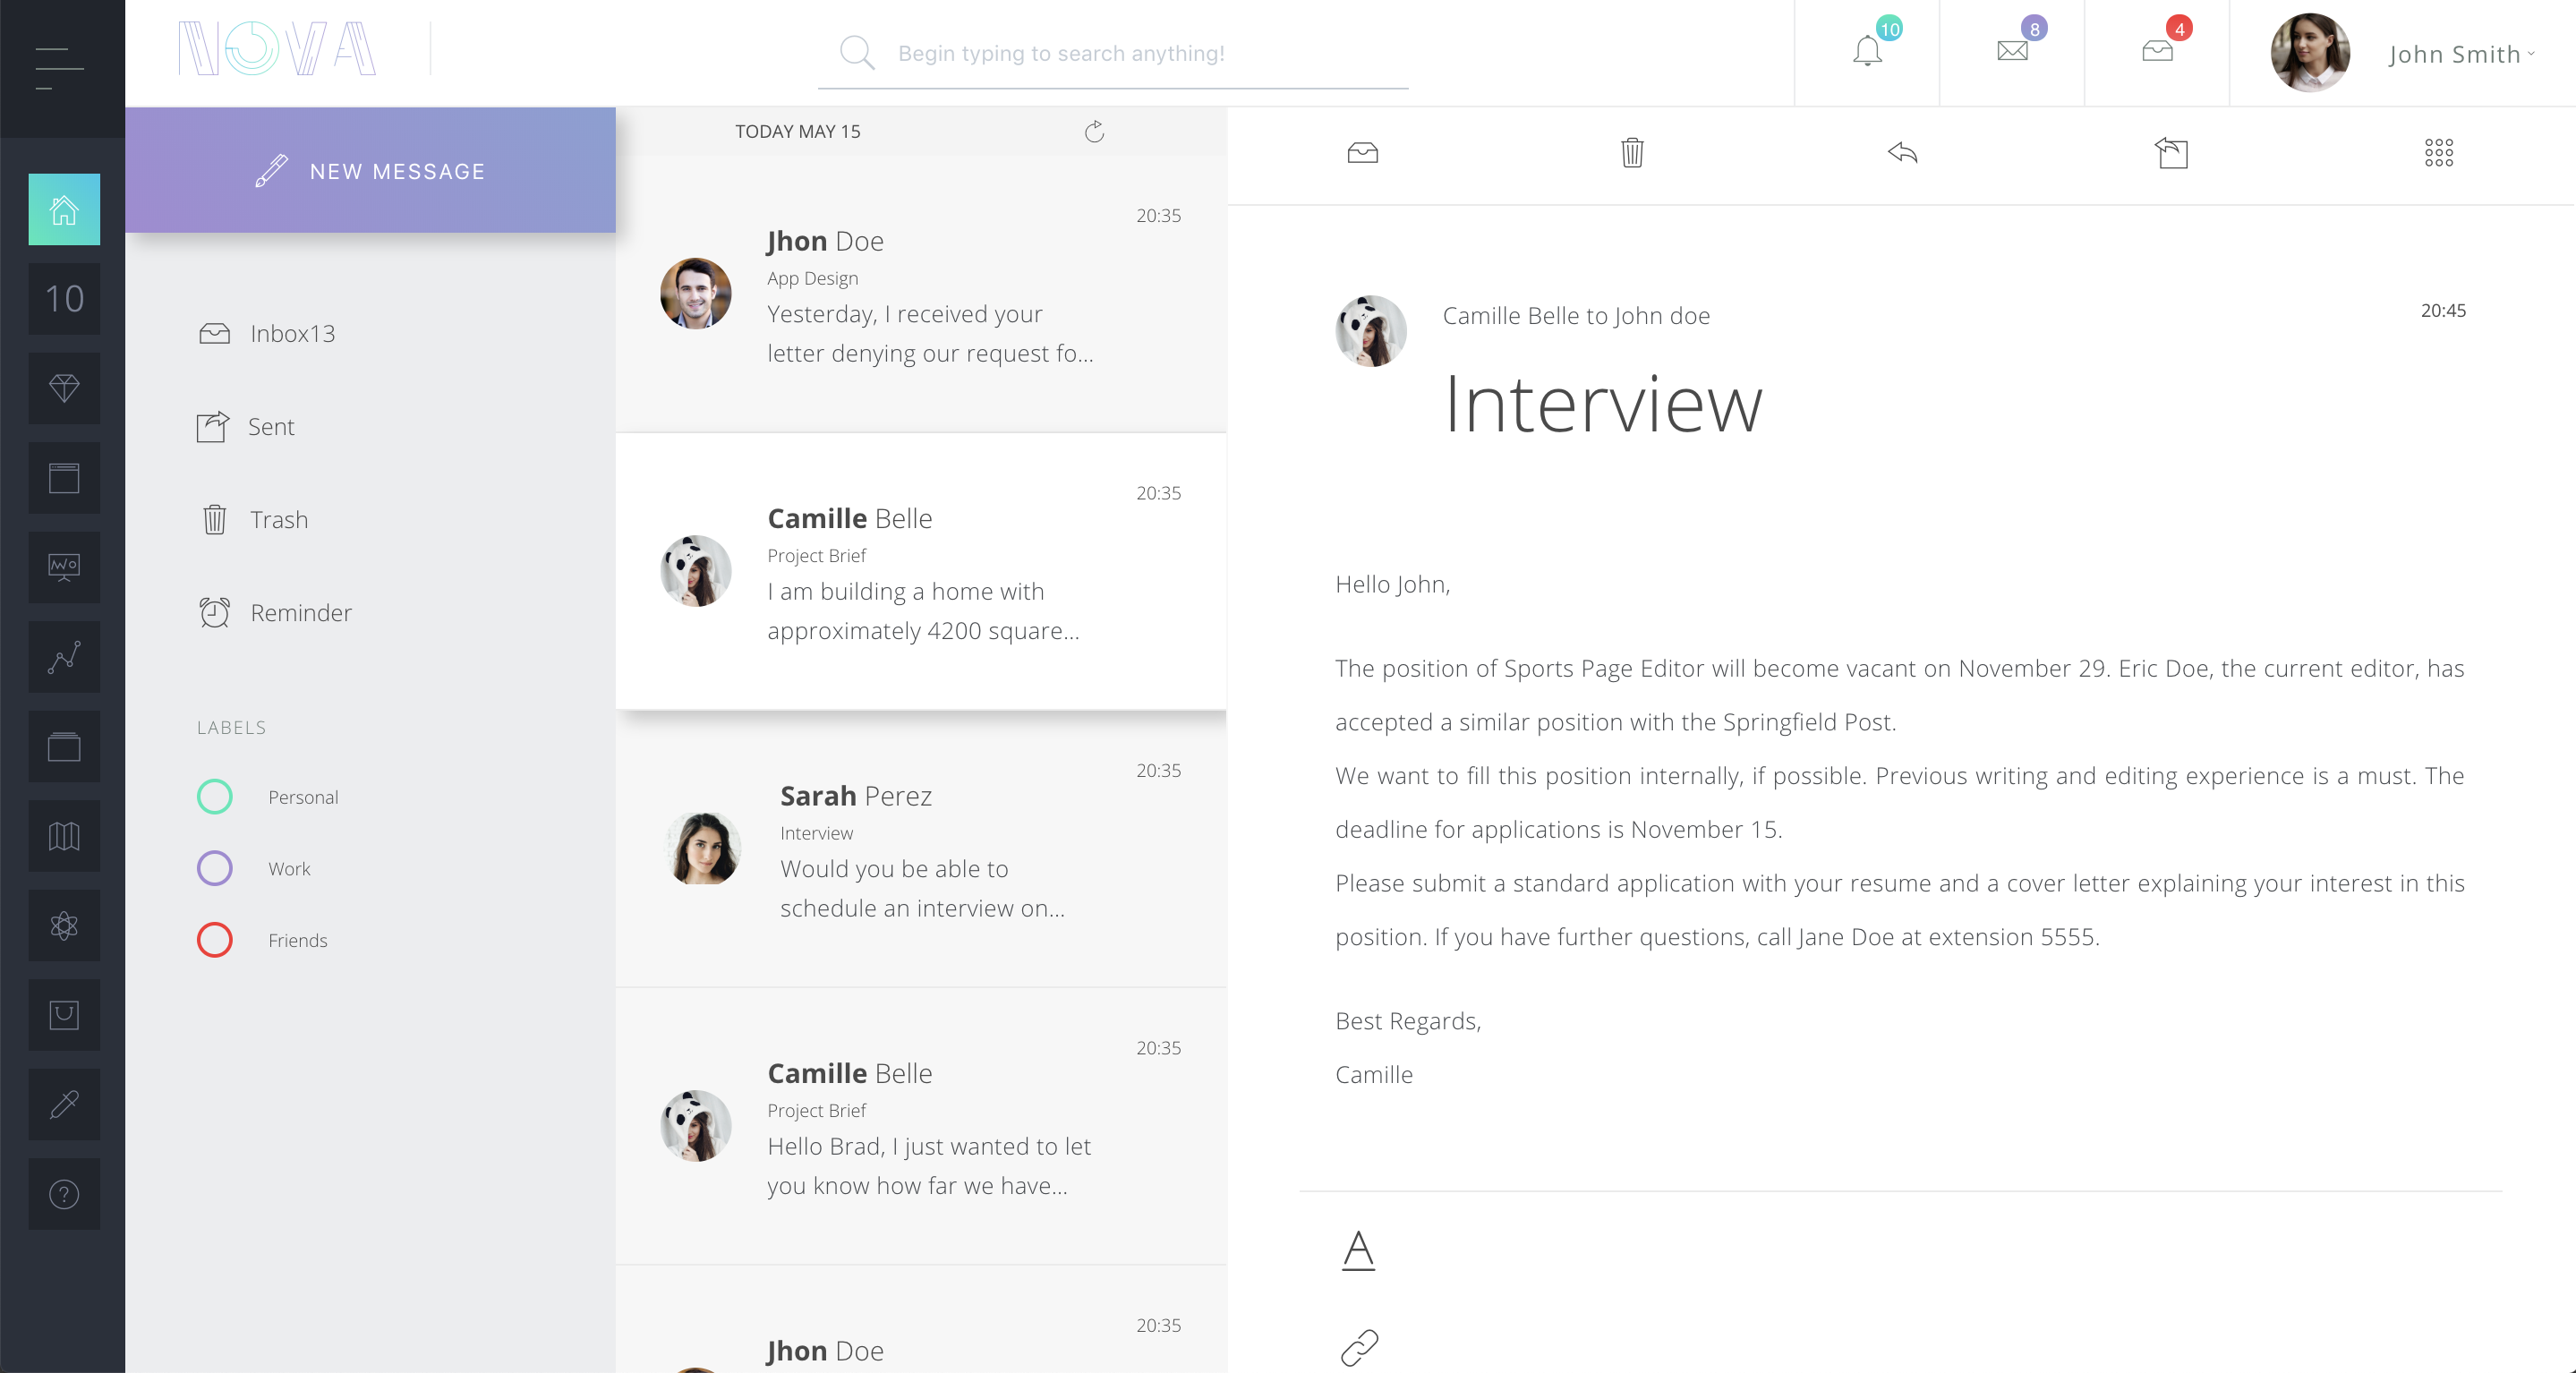 NOVA
Begin typing to search anything!
10
8
4
John Smith
NEW MESSAGE
10
Inbox13
Sent
Trash
Reminder
LABELS
Personal
Work
Friends
TODAY MAY 15
20:35
Jhon Doe
App Design
Yesterday, I received your
letter denying our request fo...
20:35
Camille Belle
Project Brief
I am building a home with
approximately 4200 square...
20:35
Sarah Perez
Interview
Would you be able to
schedule an interview on...
20:35
Camille Belle
Project Brief
Hello Brad, I just wanted to let
you know how far we have...
20:35
Jhon Doe
Camille Belle to John doe
20:45
Interview
Hello John,
The position of Sports Page Editor will become vacant on November 29. Eric Doe, the current editor, has
accepted a similar position with the Springfield Post.
We want to fill this position internally, if possible. Previous writing and editing experience is a must. The
deadline for applications is November 15.
Please submit a standard application with your resume and a cover letter explaining your interest in this
position. If you have further questions, call Jane Doe at extension 5555.
Best Regards,
Camille
A